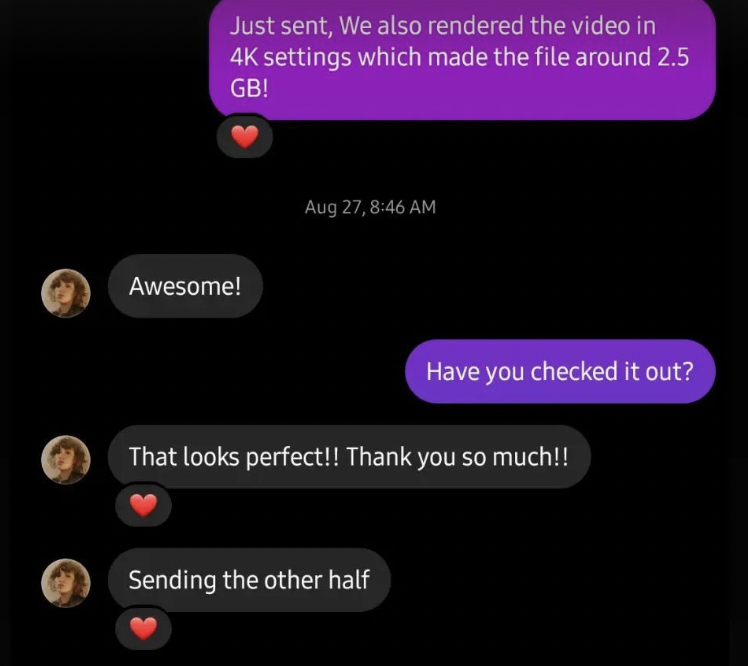 Just sent, We also rendered the video in
4K settings which made the file around 2.5
GB!
Aug 27, 8:46 AM
Awesome!
Have you checked it out?
That looks perfect!! Thank you so much!!
Sending the other half